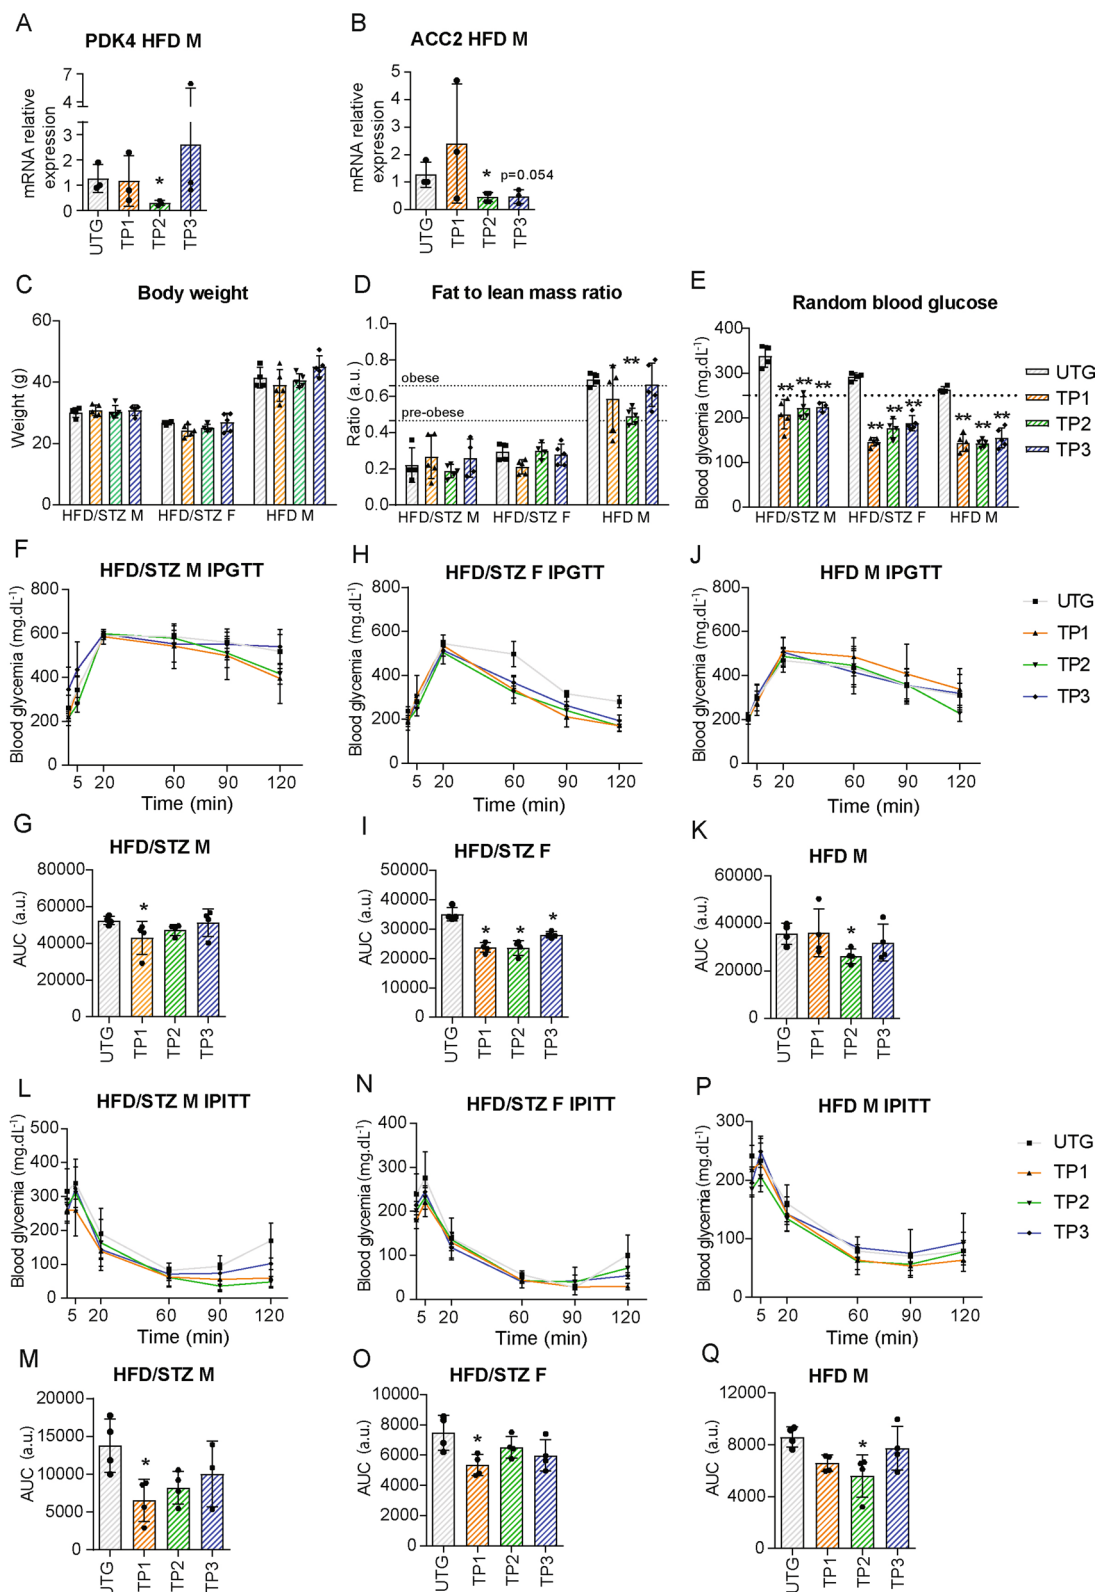 A
PDK4 HFD M
mRNA relative
expression
7
4
3
2
1
0
*
UTG
TP1
TP2
TP3
B
ACC2 HFD M
mRNA relative
expression
5
4
3
2
1
0
*
p=0.054
UTG
TP1
TP2
TP3
C
Body weight
Weight (g)
60
40
20
0
HFD/STZ M
HFD/STZ F
HFD M
D
Fat to lean mass ratio
Ratio (a.u.)
1.0
0.8
0.6
0.4
0.2
0.0
obese
pre-obese
**
HFD/STZ M
HFD/STZ F
HFD M
E
Random blood glucose
Blood glycemia (mg.dL⁻¹)
400
300
200
100
0
** ** **
** ** **
** ** **
HFD/STZ M
HFD/STZ F
HFD M
UTG
TP1
TP2
TP3
F
HFD/STZ M IPGTT
Blood glycemia (mg.dL⁻¹)
800
600
400
200
0
5 20 60 90 120
Time (min)
H
HFD/STZ F IPGTT
Blood glycemia (mg.dL⁻¹)
800
600
400
200
0
5 20 60 90 120
Time (min)
J
HFD M IPGTT
Blood glycemia (mg.dL⁻¹)
800
600
400
200
0
5 20 60 90 120
Time (min)
UTG
TP1
TP2
TP3
G
HFD/STZ M
AUC (a.u.)
80000
60000
40000
20000
0
*
UTG
TP1
TP2
TP3
I
HFD/STZ F
AUC (a.u.)
50000
40000
30000
20000
10000
0
* * *
UTG
TP1
TP2
TP3
K
HFD M
AUC (a.u.)
60000
40000
20000
0
*
UTG
TP1
TP2
TP3
L
HFD/STZ M IPITT
Blood glycemia (mg.dL⁻¹)
500
400
300
200
100
0
5 20 60 90 120
Time (min)
N
HFD/STZ F IPITT
Blood glycemia (mg.dL⁻¹)
400
300
200
100
0
5 20 60 90 120
Time (min)
P
HFD M IPITT
Blood glycemia (mg.dL⁻¹)
300
200
100
0
5 20 60 90 120
Time (min)
UTG
TP1
TP2
TP3
M
HFD/STZ M
AUC (a.u.)
20000
15000
10000
5000
0
*
UTG
TP1
TP2
TP3
O
HFD/STZ F
AUC (a.u.)
10000
8000
6000
4000
2000
0
*
UTG
TP1
TP2
TP3
Q
HFD M
AUC (a.u.)
12000
8000
4000
0
*
UTG
TP1
TP2
TP3